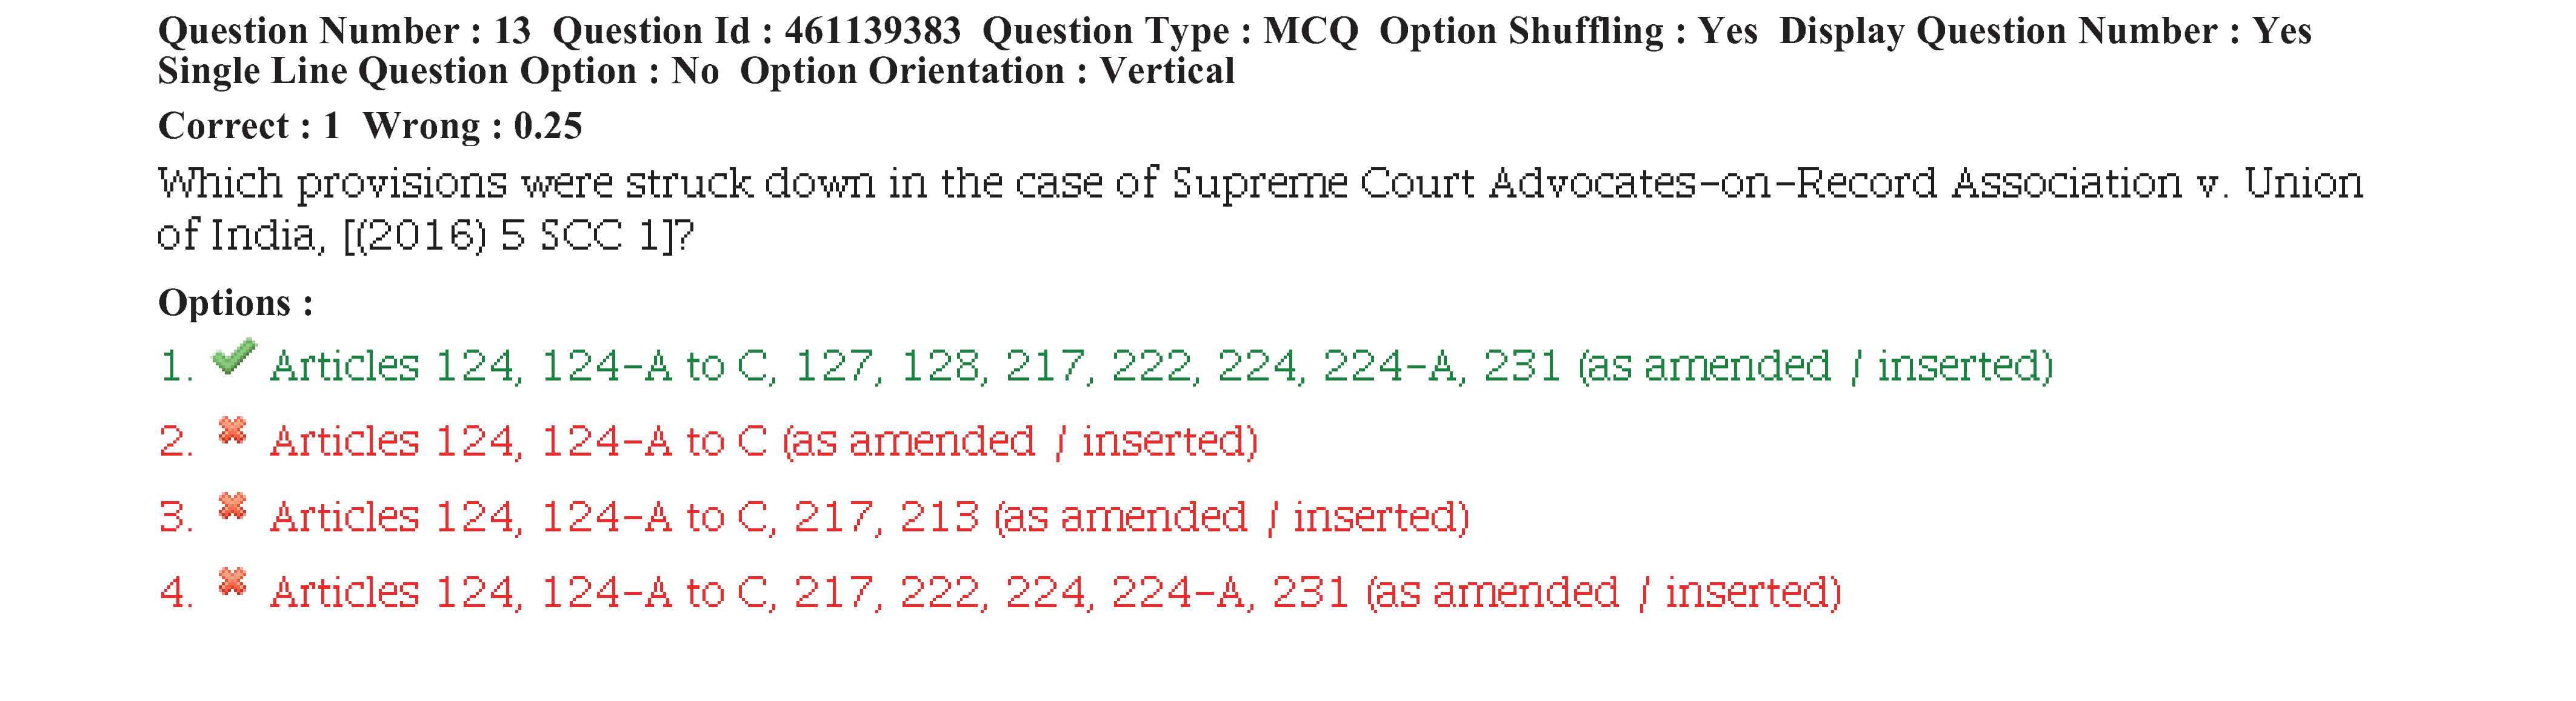 Question Number : 13 Question Id : 461139383 Question Type : MCQ Option Shuffling : Yes Display Question Number : Yes
Single Line Question Option : No Option Orientation : Vertical
Correct : 1 Wrong : 0.25
Which provisions were struck down in the case of Supreme Court Advocates-on-Record Association v. Union
of India, [(2016) 5 SCC 1]?
Options :
1. Articles 124, 124-A to C, 127, 128, 217, 222, 224, 224-A, 231 (as amended / inserted)
2. Articles 124, 124-A to C (as amended / inserted)
3. Articles 124, 124-A to C, 217, 213 (as amended / inserted)
4. Articles 124, 124-A to C, 217, 222, 224, 224-A, 231 (as amended / inserted)